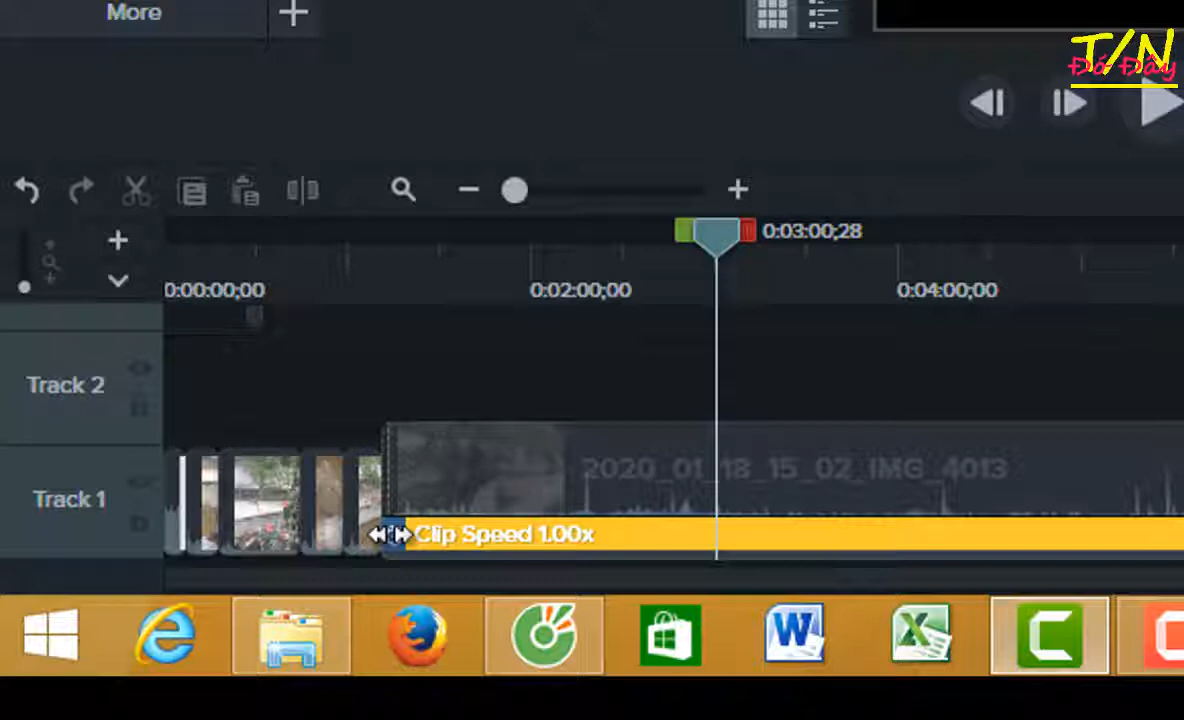 More
T/N
Đó Đây
0:03:00;28
0:00:00;00
0:02:00;00
0:04:00;00
Track 2
2020_01_18_15_02_IMG_4013
Track 1
Clip Speed 1.00x